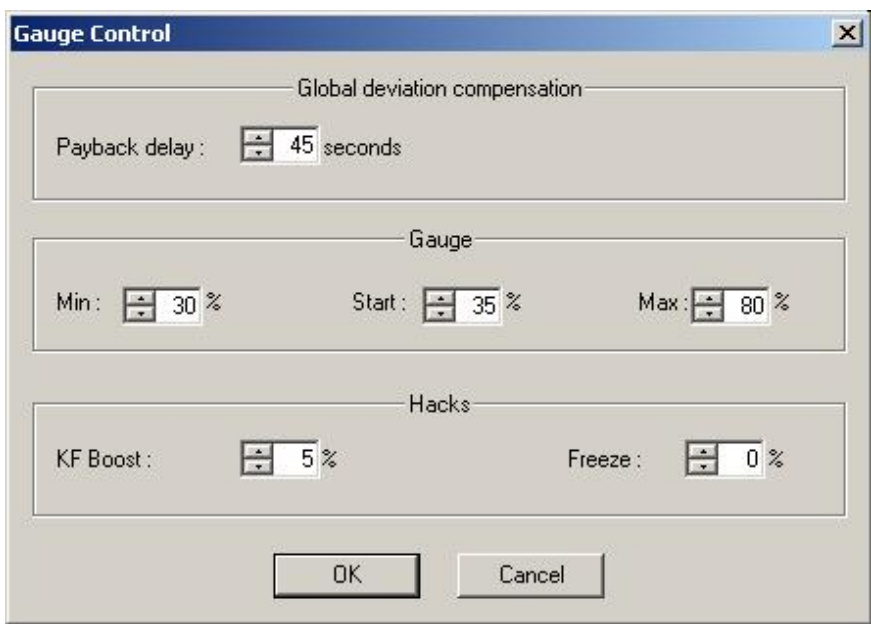 Gauge Control
Global deviation compensation
Payback delay : 45 seconds
Gauge
Min : 30 % Start : 35 % Max : 80 %
Hacks
KF Boost : 5 % Freeze : 0 %
OK Cancel